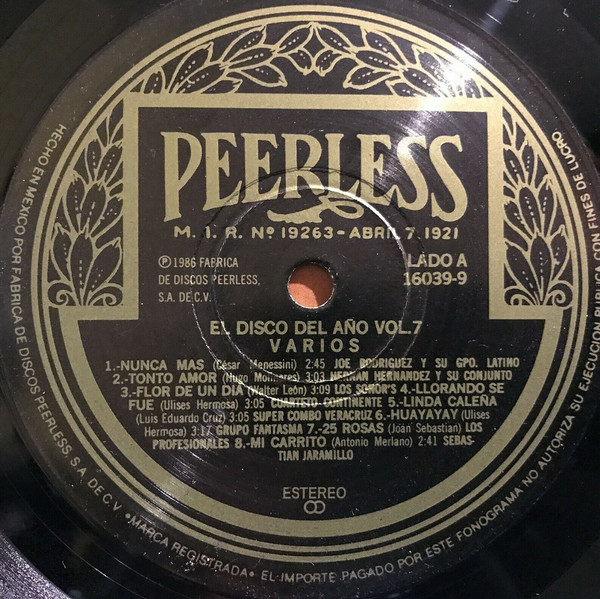 PEERLESS
M. I. R. Nº 19263-ABRIL 7, 1921
Ⓟ 1986 FABRICA
DE DISCOS PEERLESS,
S.A. DE C.V.
LADO A
16039-9
EL DISCO DEL AÑO VOL.7
VARIOS
1.-NUNCA MAS (César Menessini) 2:45 JOE RODRIGUEZ Y SU GPO. LATINO
2.-TONTO AMOR (Hugo 3:03 HERNAN HERNANDEZ Y SU CONJUNTO
3.-FLOR DE UN DIA (Walter León) 3:09 LOS SONOR'S 4.-LLORANDO SE
FUE (Ulises Hermosa) 3:05 CUARTETO CONTINENTE 5.-LINDA CALEÑA
(Luis Eduardo Cruz) 3:05 SUPER COMBO VERACRUZ 6.-HUAYAYAY (Ulises
Hermosa) 3:17 GRUPO FANTASMA 7.-25 ROSAS (Joan Sebastian) LOS
PROFESIONALES 8.-MI CARRITO (Antonio Merlano) 2:41 SEBAS-
TIAN JARAMILLO
ESTEREO
HECHO EN MEXICO POR FABRICA DE DISCOS PEERLESS, S.A. DE C.V. •MARCA REGISTRADA• EL IMPORTE PAGADO POR ESTE FONOGRAMA NO AUTORIZA SU EJECUCION PUBLICA CON FINES DE LUCRO